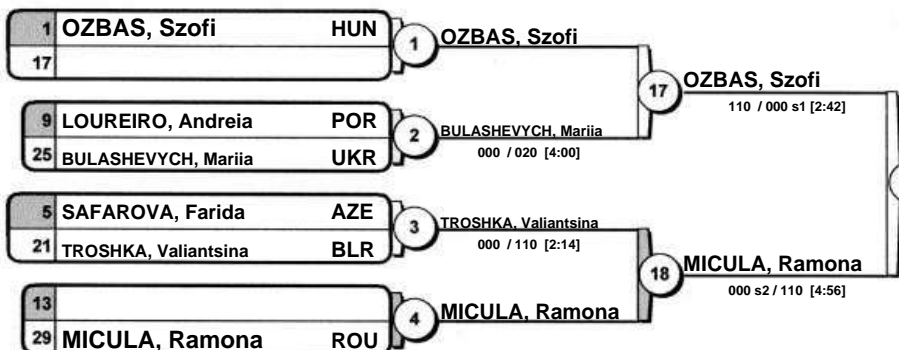 1 OZBAS, Szofi HUN
17
1
OZBAS, Szofi
9 LOUREIRO, Andreia POR
25 BULASHEVYCH, Mariia UKR
2
BULASHEVYCH, Mariia
000 / 020 [4:00]
17
OZBAS, Szofi
110 / 000 s1 [2:42]
5 SAFAROVA, Farida AZE
21 TROSHKA, Valiantsina BLR
3
TROSHKA, Valiantsina
000 / 110 [2:14]
13
29 MICULA, Ramona ROU
4
MICULA, Ramona
18
MICULA, Ramona
000 s2 / 110 [4:56]